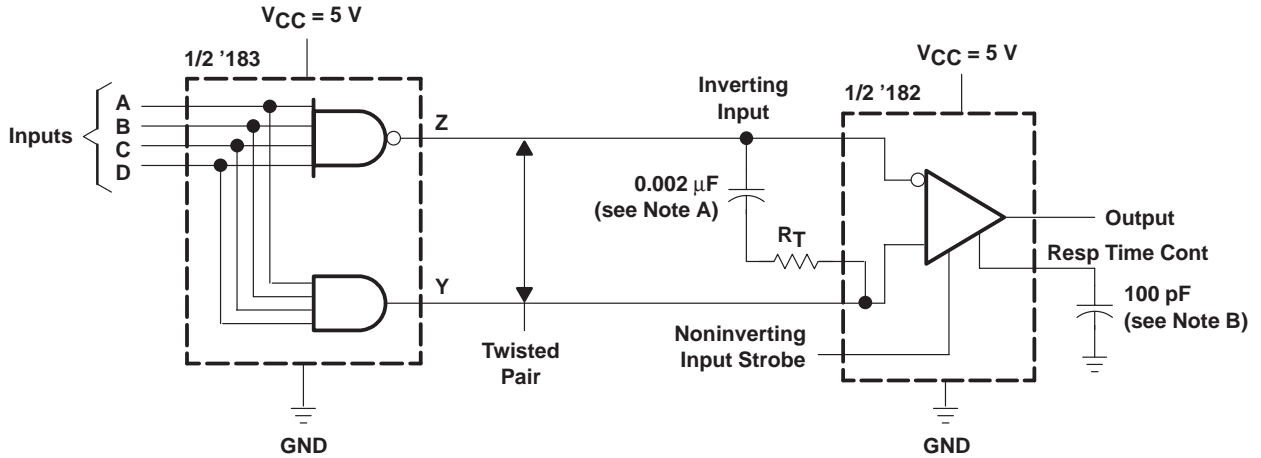 VCC = 5 V
1/2 '183
Inputs
A
B
C
D
Z
Y
Twisted
Pair
GND
Inverting
Input
0.002 μF
(see Note A)
RT
Noninverting
Input Strobe
VCC = 5 V
1/2 '182
Output
Resp Time Cont
100 pF
(see Note B)
GND